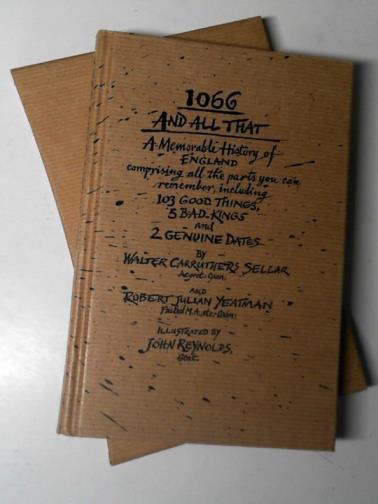 1066
AND ALL THAT
A Memorable History of
ENGLAND
comprising all the parts you can
remember, including
103 GOOD THINGS,
5 BAD KINGS
and
2 GENUINE DATES
BY
WALTER CARRUTHERS SELLAR
Aegrot: Oxon
AND
ROBERT JULIAN YEATMAN
Failed M.A. etc. Oxon:
ILLUSTRATED BY
JOHN REYNOLDS,
Gent.